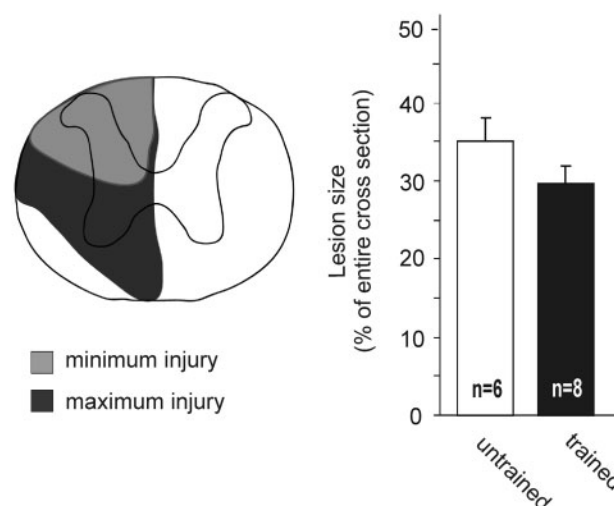 minimum injury
maximum injury
Lesion size
(% of entire cross section)
50
40
30
20
10
0
n=6
n=8
untrained
trained